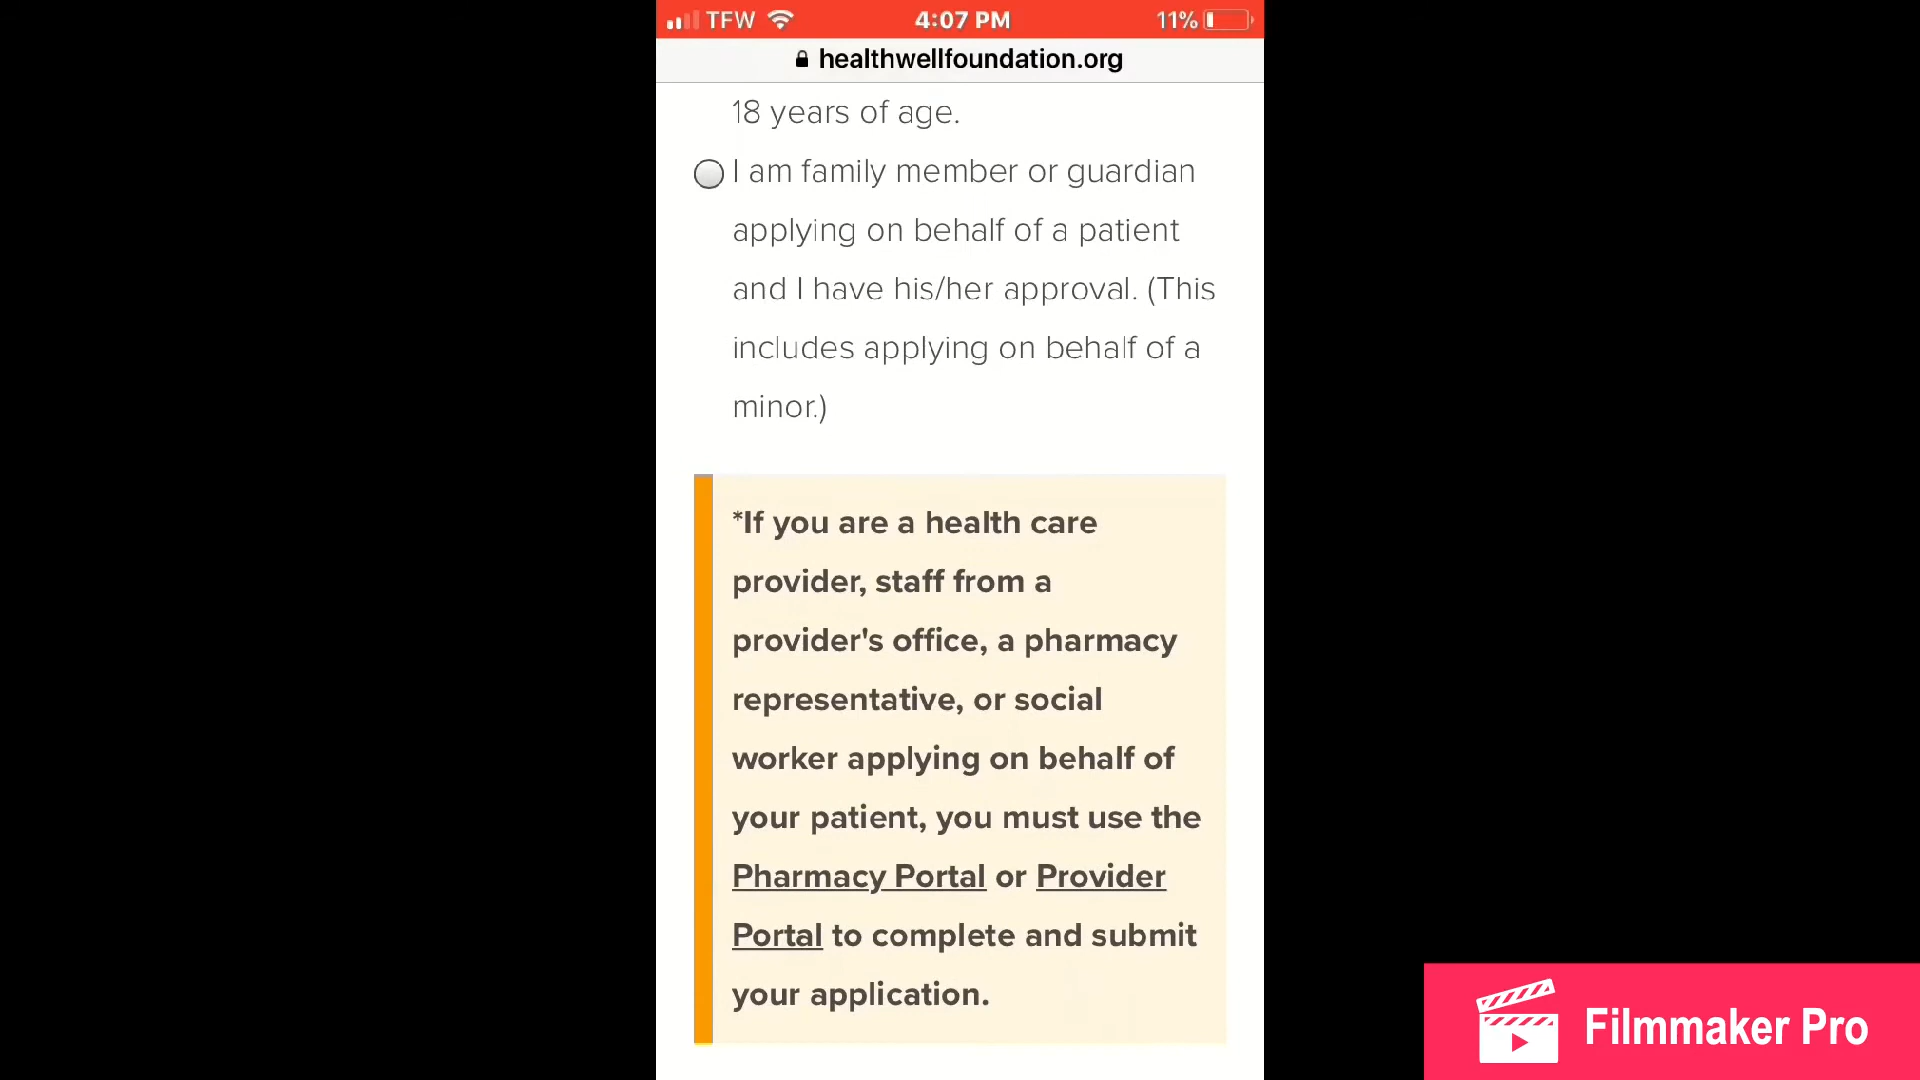 TFW 4:07 PM 11%
healthwellfoundation.org
18 years of age.
I am family member or guardian
applying on behalf of a patient
and I have his/her approval. (This
includes applying on behalf of a
minor.)
*If you are a health care
provider, staff from a
provider's office, a pharmacy
representative, or social
worker applying on behalf of
your patient, you must use the
Pharmacy Portal or Provider
Portal to complete and submit
your application.
Filmmaker Pro